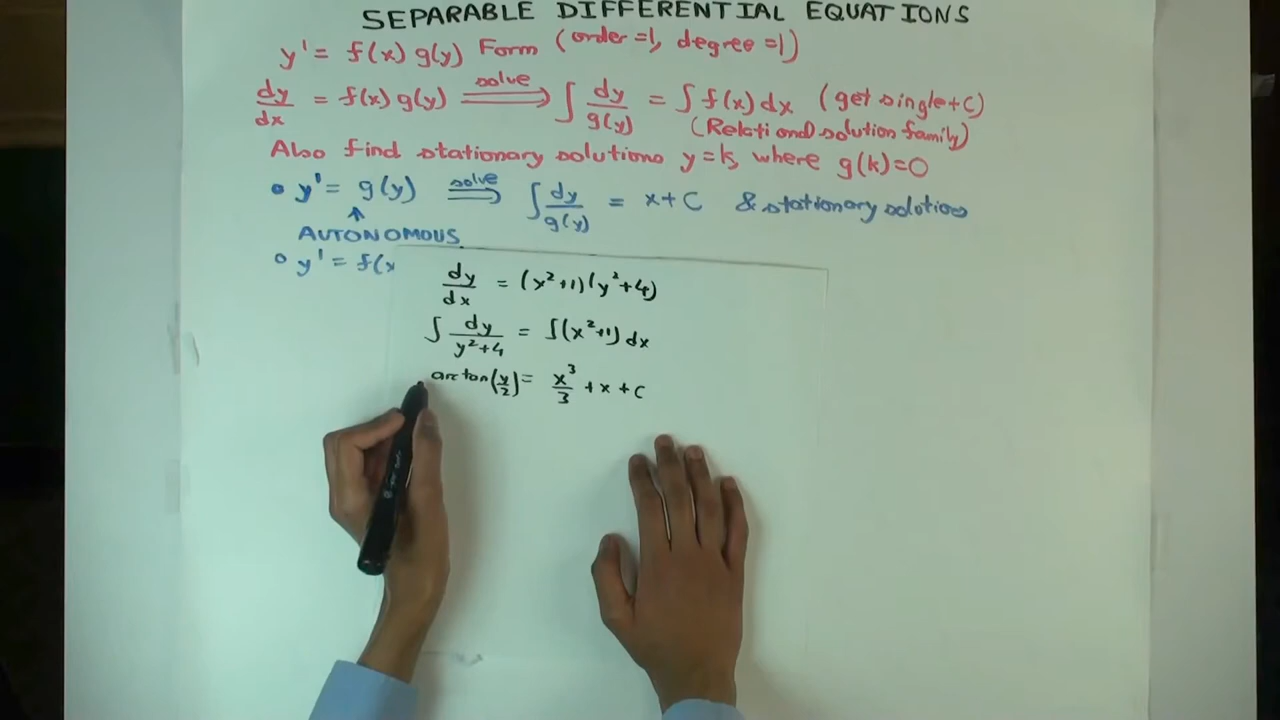 SEPARABLE DIFFERENTIAL EQUATIONS
y' = f(x) g(y) Form (order=1, degree=1)
dy/dx = f(x) g(y) solve ⟹ ∫ dy/g(y) = ∫ f(x) dx (get single+C)
(Relational solution family)
Also find stationary solutions y=k, where g(k)=0
• y' = g(y) solve ⟹ ∫ dy/g(y) = x+C & stationary solutions
↑
AUTONOMOUS
• y' = f(x
dy/dx = (x²+1)(y²+4)
∫ dy/y²+4 = ∫(x²+1) dx
arctan(y/2) = x³/3 + x + C